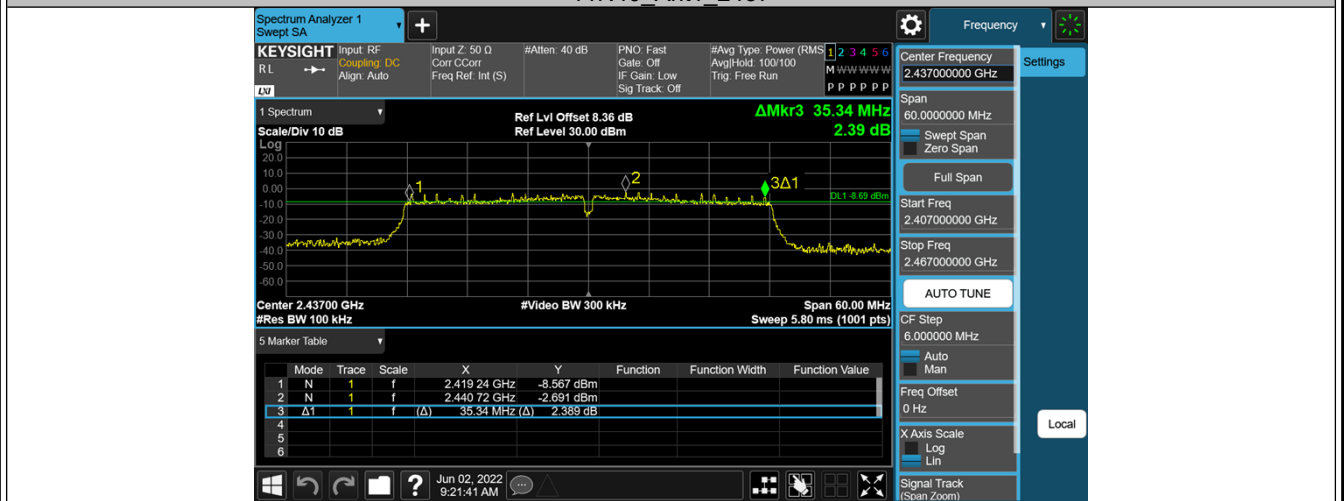 Spectrum Analyzer 1
Swept SA
+
Frequency
KEYSIGHT
RL
LXI
Input: RF
Coupling: DC
Align: Auto
Input Z: 50 Ω
Corr CCorr
Freq Ref: Int (S)
#Atten: 40 dB
PNO: Fast
Gate: Off
IF Gain: Low
Sig Track: Off
#Avg Type: Power (RMS
Avg|Hold: 100/100
Trig: Free Run
1 2 3 4 5 6
M W W W W W
P P P P P P
1 Spectrum
Scale/Div 10 dB
Ref Lvl Offset 8.36 dB
Ref Level 30.00 dBm
ΔMkr3 35.34 MHz
2.39 dB
Log
20.0
10.0
0.00
-10.0
-20.0
-30.0
-40.0
-50.0
-60.0
1
2
3Δ1
DL1 -8.69 dBm
Center 2.43700 GHz
#Video BW 300 kHz
Span 60.00 MHz
#Res BW 100 kHz
Sweep 5.80 ms (1001 pts)
5 Marker Table
Mode Trace Scale X Y Function Function Width Function Value
1 N 1 f 2.419 24 GHz -8.567 dBm
2 N 1 f 2.440 72 GHz -2.691 dBm
3 Δ1 1 f (Δ) 35.34 MHz (Δ) 2.389 dB
4
5
6
Center Frequency
2.437000000 GHz
Settings
Span
60.0000000 MHz
Swept Span
Zero Span
Full Span
Start Freq
2.407000000 GHz
Stop Freq
2.467000000 GHz
AUTO TUNE
CF Step
6.000000 MHz
Auto
Man
Freq Offset
0 Hz
X Axis Scale
Log
Lin
Local
Signal Track
(Span Zoom)
?
Jun 02, 2022
9:21:41 AM